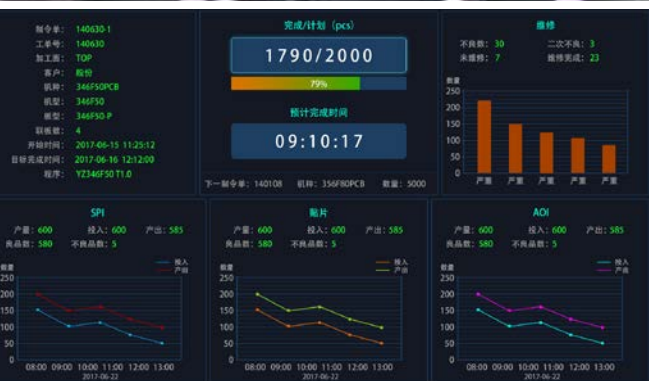 制令单: 140630-1
工单号: 140630
加工面: TOP
客户: 股份
机种: 346F50PCB
机型: 346F50
板型: 346F50-P
联板数: 4
开始时间: 2017-06-15 11:25:12
目标完成时间: 2017-06-16 12:12:00
程序: YZ346F50 T1.0
完成/计划 (pcs)
1790/2000
79%
预计完成时间
09:10:17
下一制令单: 140108 机种: 356F80PCB 数量: 5000
维修
不良数: 30 二次不良: 3
未维修: 7 维修完成: 23
数量
250
200
150
100
50
0
严重 严重 严重 严重 严重
SPI
产量: 600 投入: 600 产出: 585
良品数: 580 不良品数: 5
投入
产出
数量
250
200
150
100
50
0
08:00 09:00 10:00 11:00 12:00 13:00
2017-06-22
贴片
产量: 600 投入: 600 产出: 585
良品数: 580 不良品数: 5
投入
产出
数量
250
200
150
100
50
0
08:00 09:00 10:00 11:00 12:00 13:00
2017-06-22
AOI
产量: 600 投入: 600 产出: 585
良品数: 580 不良品数: 5
投入
产出
数量
250
200
150
100
50
0
08:00 09:00 10:00 11:00 12:00 13:00
2017-06-22